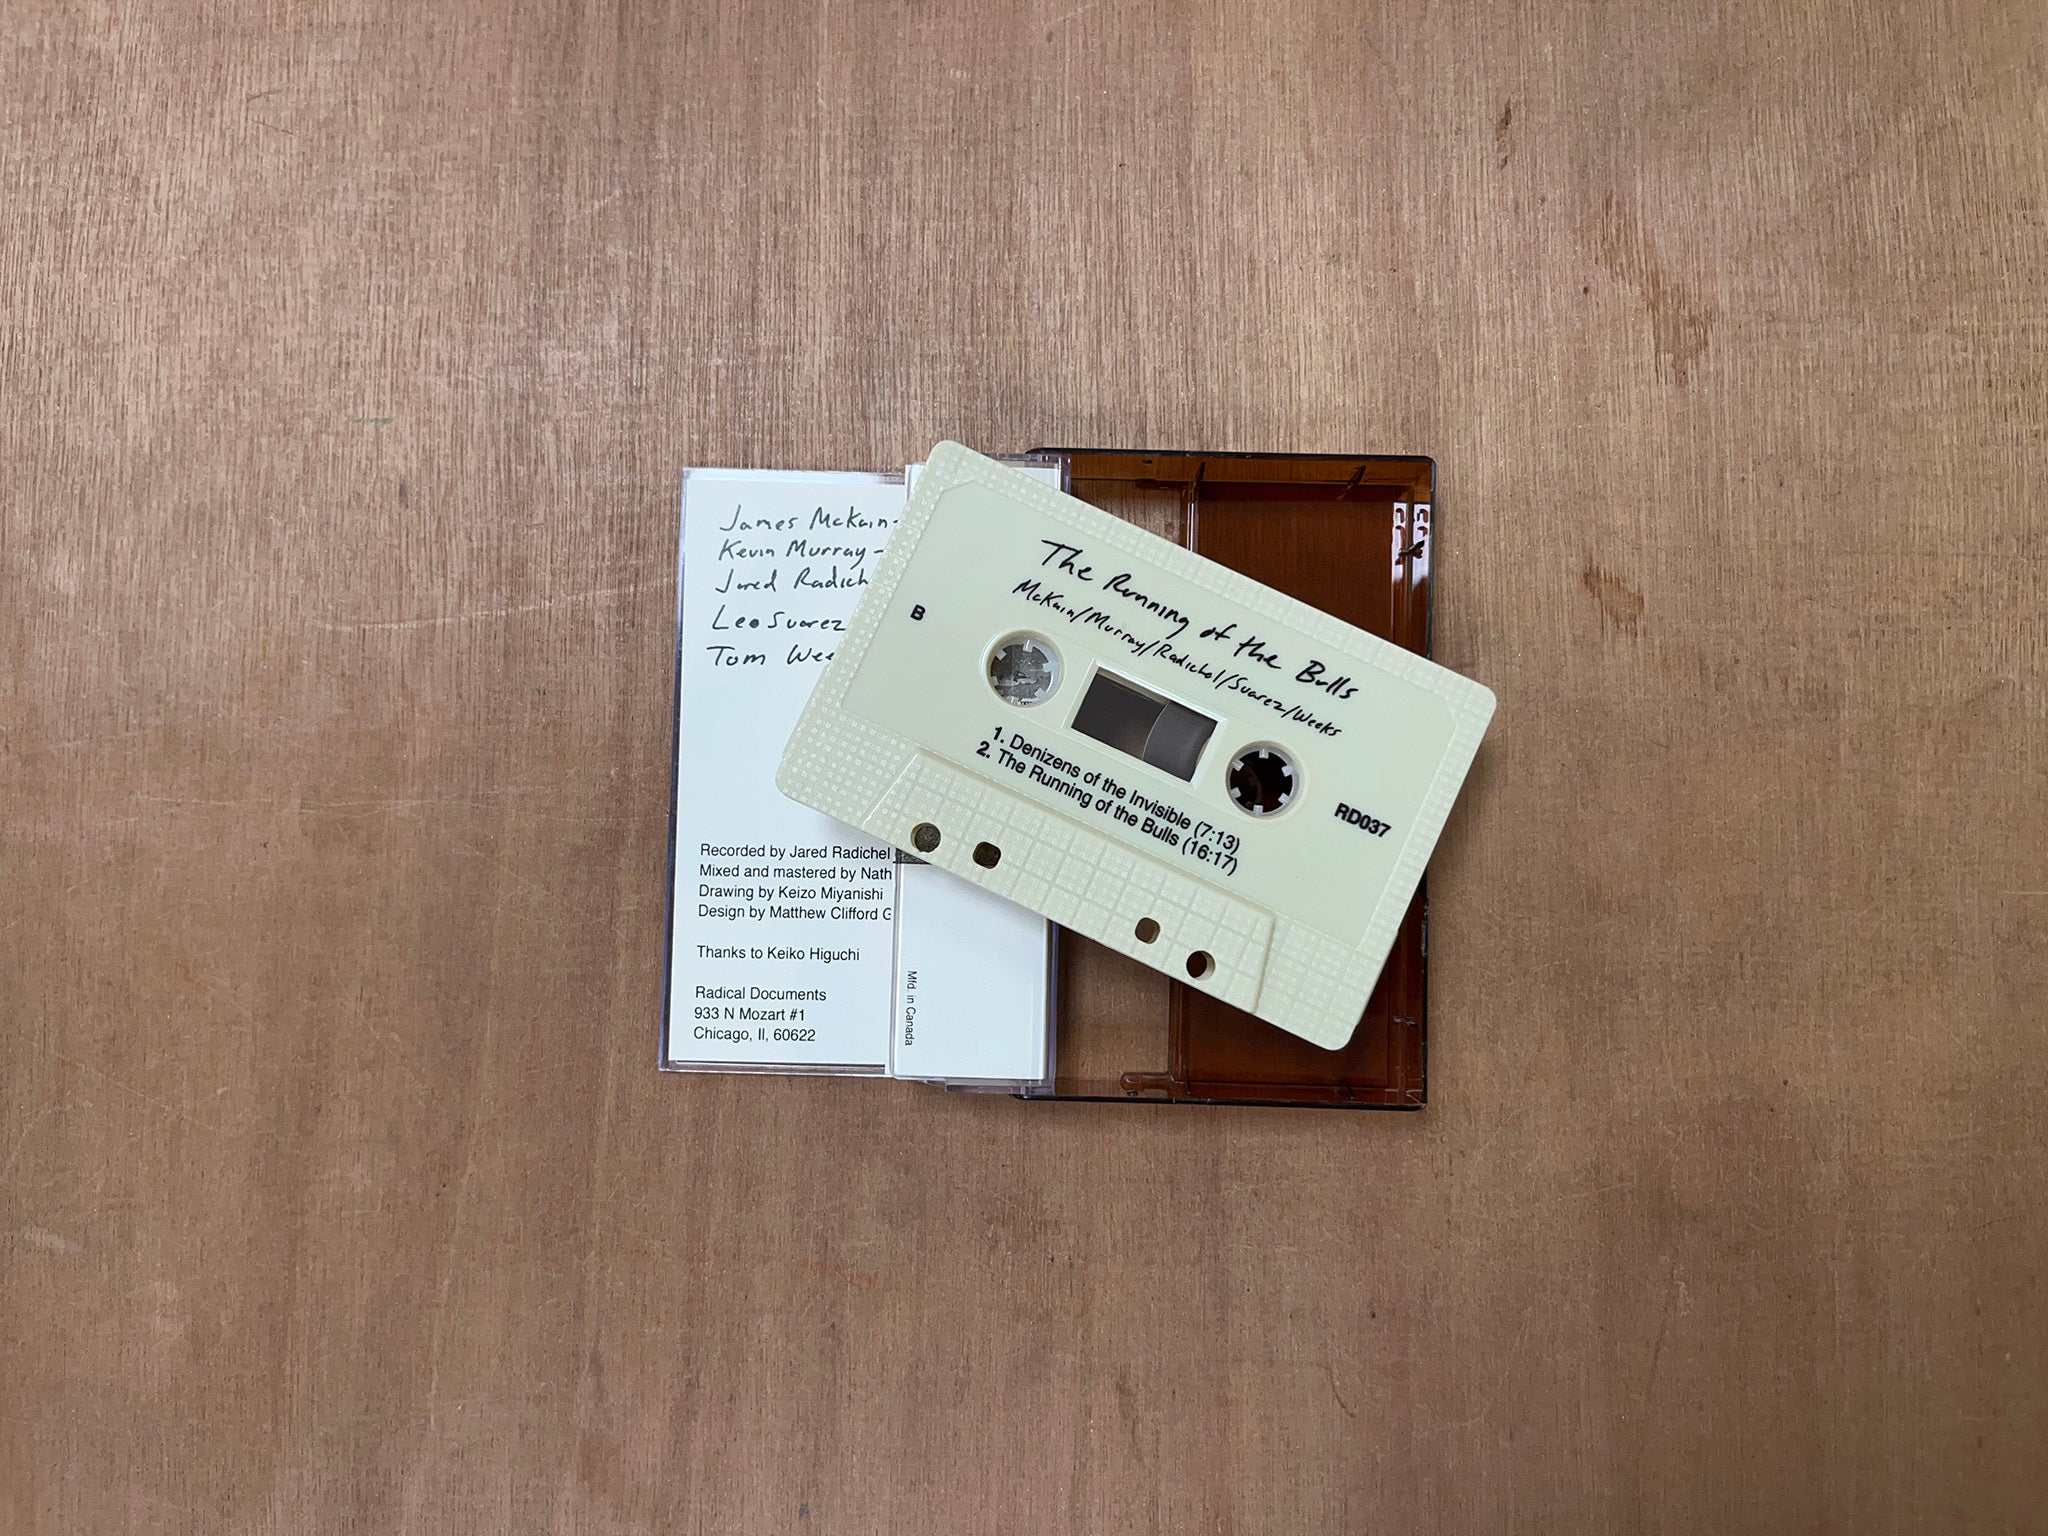 James McKain-
Kevin Murray-
Jared
Leo Suarez
Tom
Recorded by Jared Radichel
Mixed and mastered by
Drawing by Keizo Miyanishi
Design by Matthew Clifford
Thanks to Keiko Higuchi
Radical Documents
933 N Mozart #1
Chicago, Il, 60622
Mfd. in Canada
The Running of the Bulls
McKain/Murray/Radichel/Suarez/Weeks
B
1. Denizens of the Invisible (7:13)
2. The Running of the Bulls (16:17)
RD037